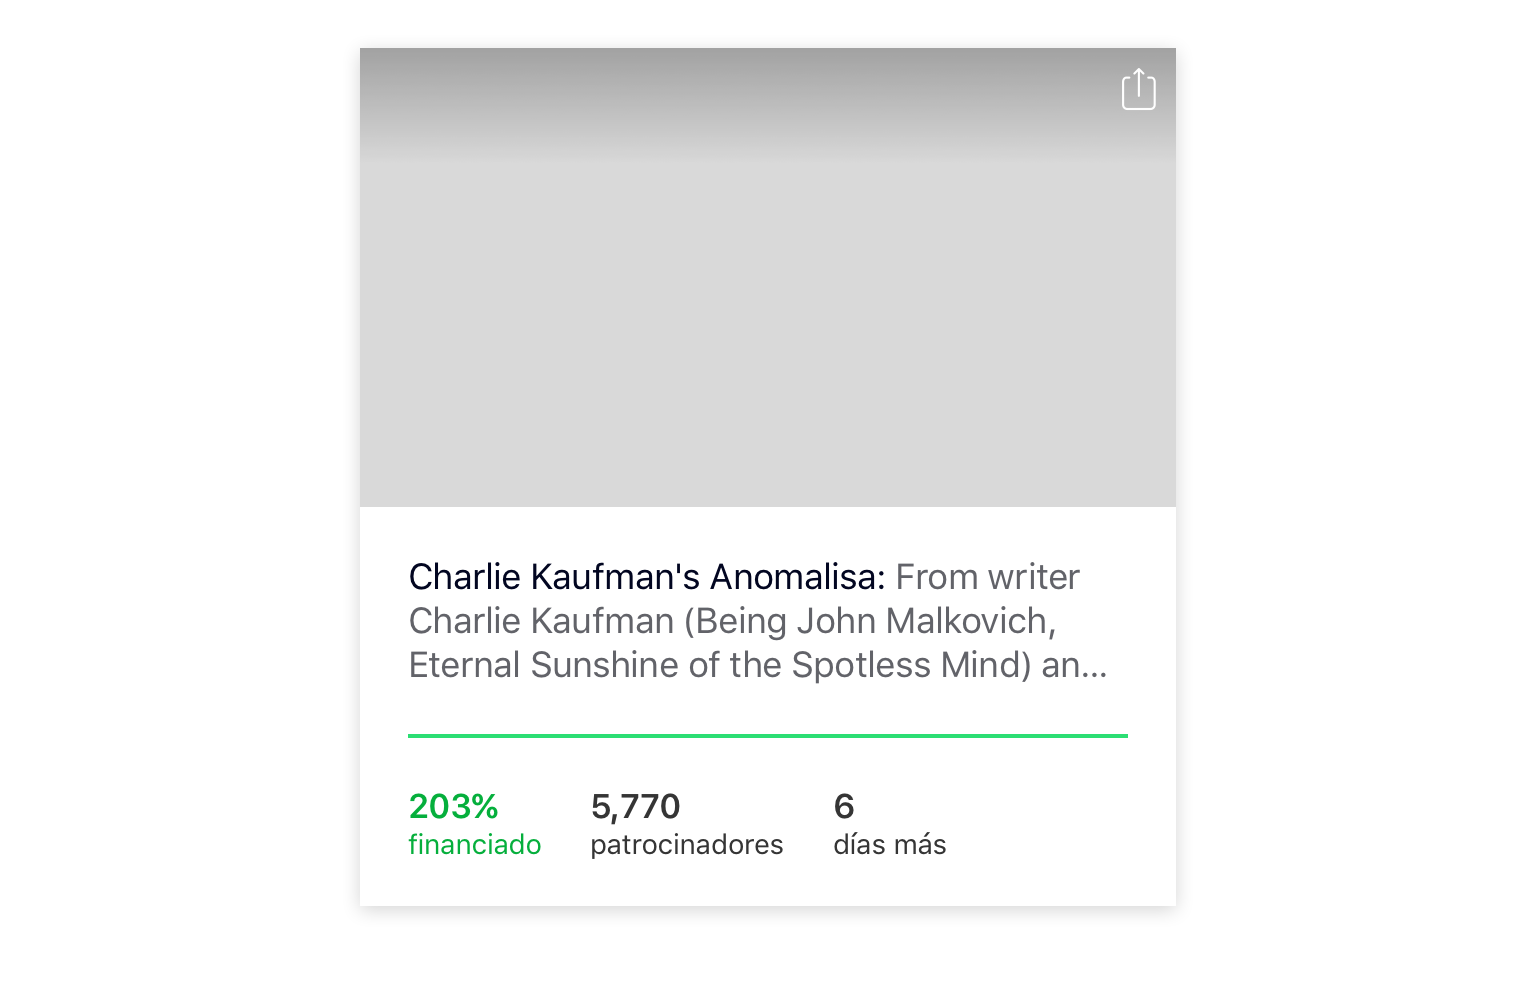 Charlie Kaufman's Anomalisa: From writer
Charlie Kaufman (Being John Malkovich,
Eternal Sunshine of the Spotless Mind) an...
203%
financiado
5,770
patrocinadores
6
días más